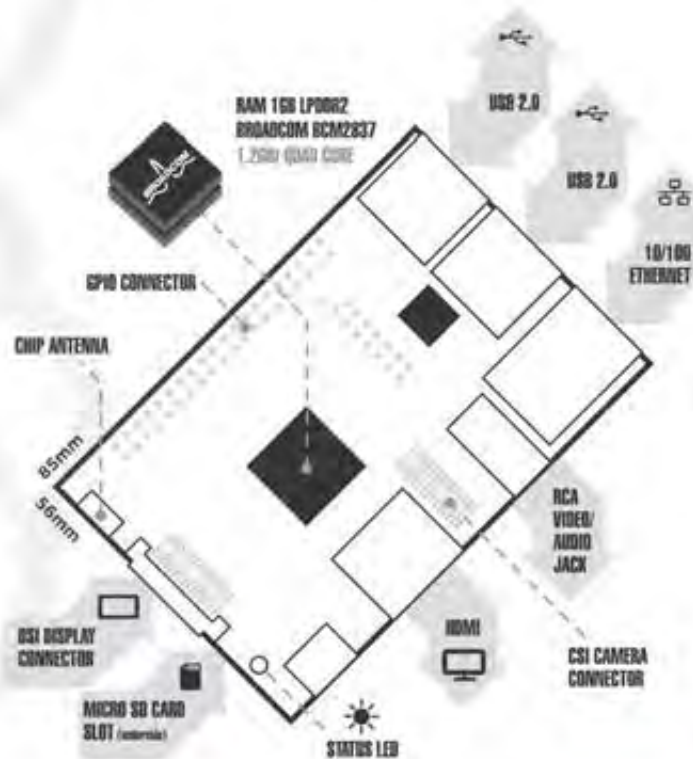 USB 2.0
RAM 1GB LPDDR2
BROADCOM BCM2837
1.2GHz QUAD CORE
BROADCOM
USB 2.0
10/100
ETHERNET
GPIO CONNECTOR
CHIP ANTENNA
85mm
56mm
RCA
VIDEO/
AUDIO
JACK
DSI DISPLAY
CONNECTOR
HDMI
CSI CAMERA
CONNECTOR
MICRO SD CARD
SLOT (underside)
STATUS LED